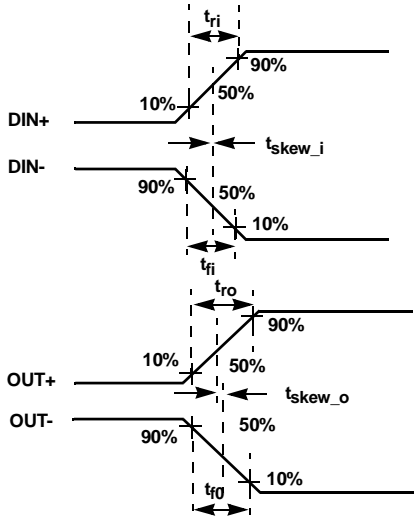 tri
90%
50%
10%
DIN+
tskew_i
DIN-
90%
50%
10%
tfi
tro
90%
10%
50%
OUT+
tskew_o
OUT-
50%
90%
10%
tf0